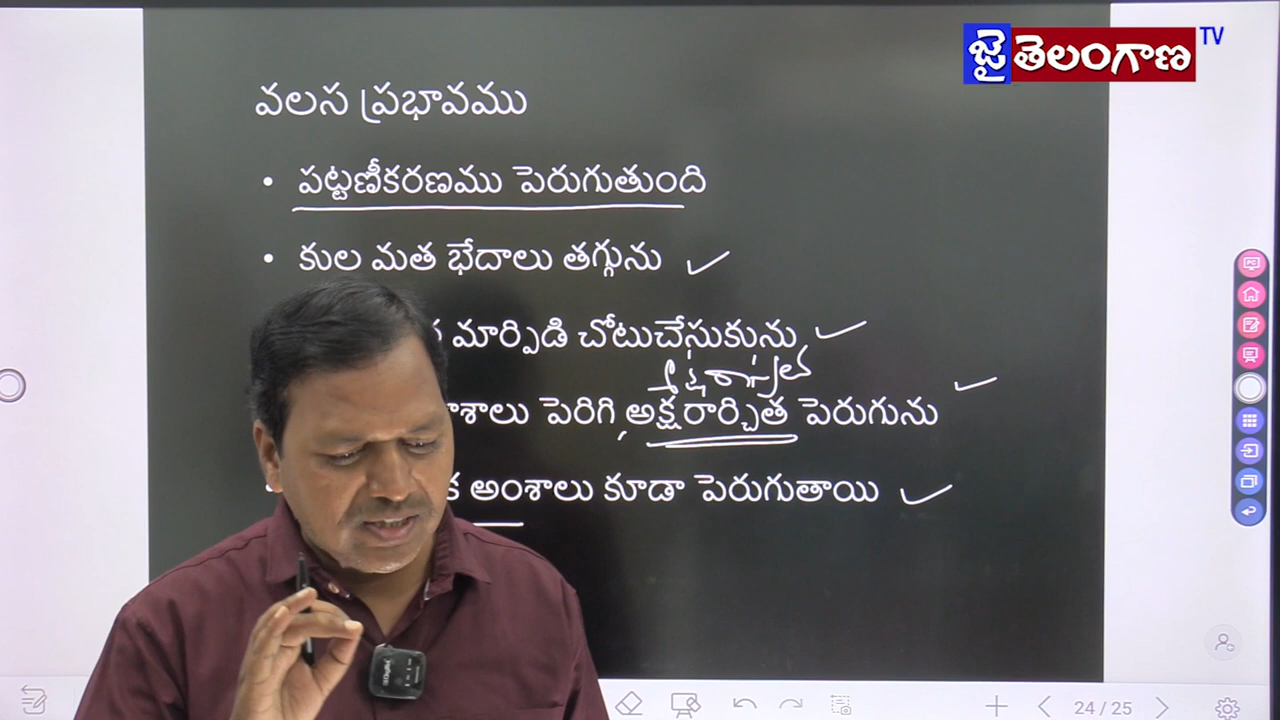 జై తెలంగాణ TV
వలస ప్రభావము
• పట్టణీకరణము పెరుగుతుంది
• కుల మత భేదాలు తగ్గును
మార్పిడి చోటుచేసుకును
పెరిగి, అక్షరార్చిత పెరుగును
అంశాలు కూడా పెరుగుతాయి
24 / 25